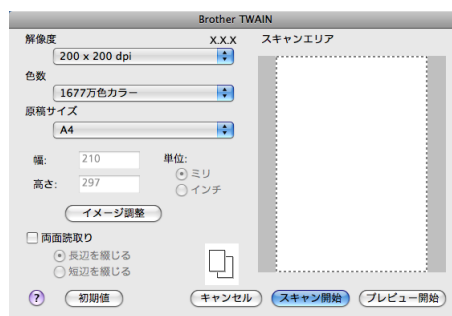 Brother TWAIN
解像度
X.X.X
200 x 200 dpi
色数
1677万色カラー
原稿サイズ
A4
幅:
210
高さ:
297
単位:
ミリ
インチ
イメージ調整
両面読取り
長辺を綴じる
短辺を綴じる
スキャンエリア
?
初期値
キャンセル
スキャン開始
プレビュー開始